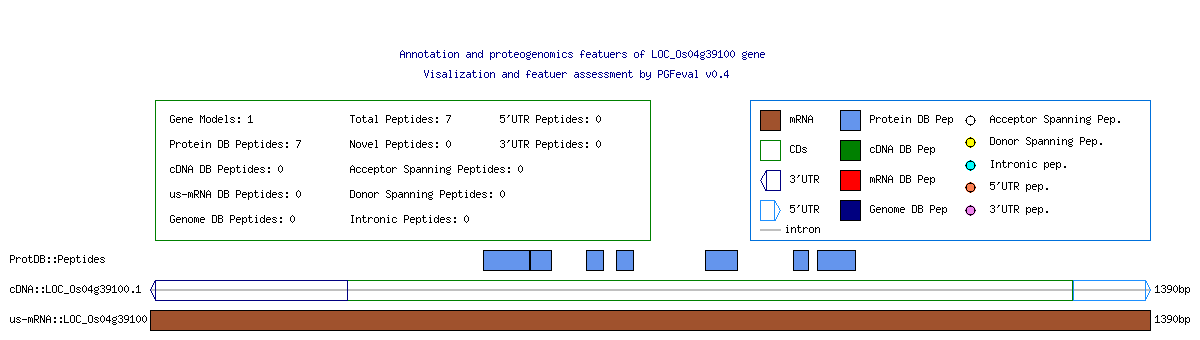 Annotation and proteogenomics featuers of LOC_Os04g39100 gene
Visalization and featuer assessment by PGFeval v0.4
Gene Models: 1 Total Peptides: 7 5'UTR Peptides: 0
Protein DB Peptides: 7 Novel Peptides: 0 3'UTR Peptides: 0
cDNA DB Peptides: 0 Acceptor Spanning Peptides: 0
us-mRNA DB Peptides: 0 Donor Spanning Peptides: 0
Genome DB Peptides: 0 Intronic Peptides: 0
mRNA Protein DB Pep Acceptor Spanning Pep.
CDs cDNA DB Pep Donor Spanning Pep.
3'UTR mRNA DB Pep Intronic pep.
5'UTR Genome DB Pep 5'UTR pep.
intron 3'UTR pep.
ProtDB::Peptides
cDNA::LOC_Os04g39100.1 1390bp
us-mRNA::LOC_Os04g39100 1390bp